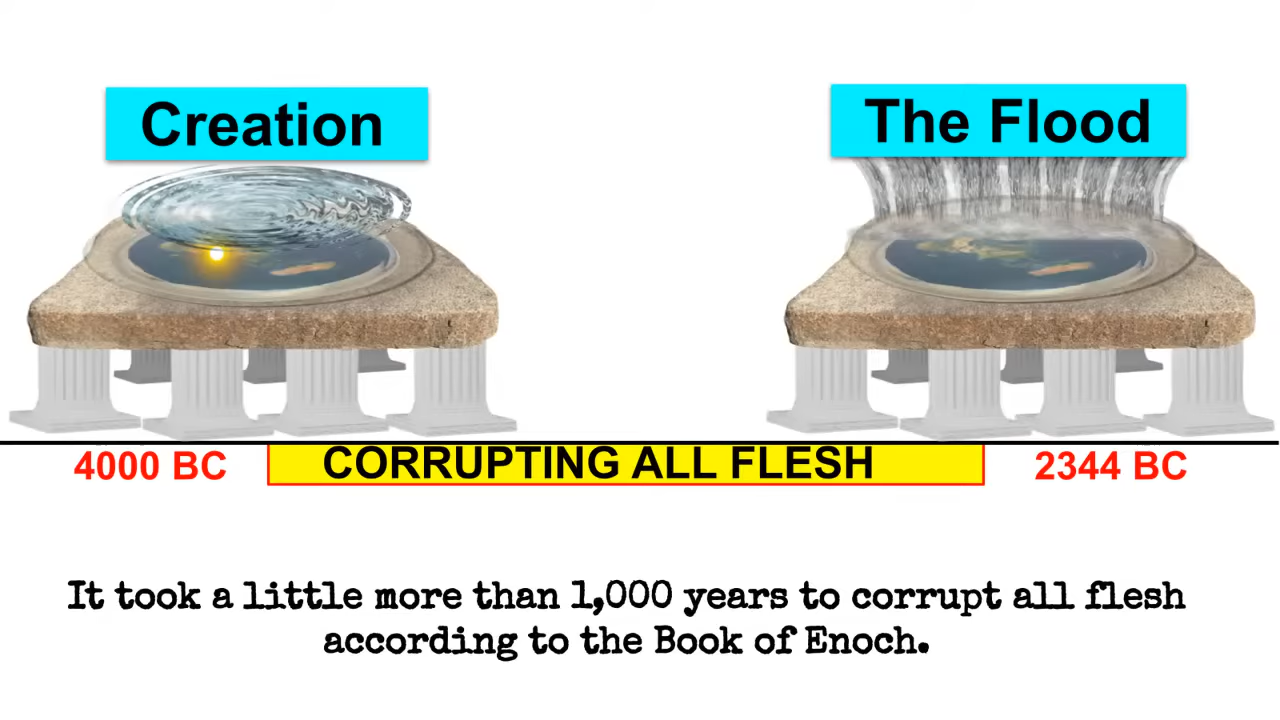 Creation
The Flood
4000 BC
CORRUPTING ALL FLESH
2344 BC
It took a little more than 1,000 years to corrupt all flesh
according to the Book of Enoch.